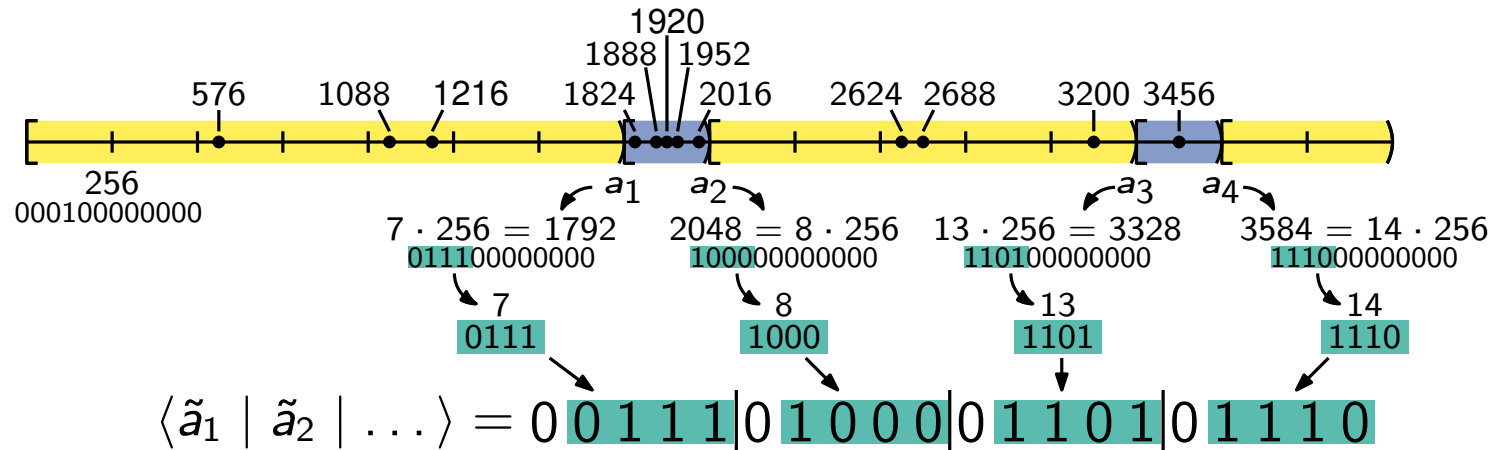 1920
1888 1952
576 1088 1216 1824 2016 2624 2688 3200 3456
256 a1 a2 a3 a4
000100000000
7 · 256 = 1792 2048 = 8 · 256 13 · 256 = 3328 3584 = 14 · 256
011100000000 100000000000 110100000000 111000000000
7 8 13 14
0111 1000 1101 1110
⟨ã1 | ã2 | ...⟩ = 0 0 1 1 1 | 0 1 0 0 0 | 0 1 1 0 1 | 0 1 1 1 0